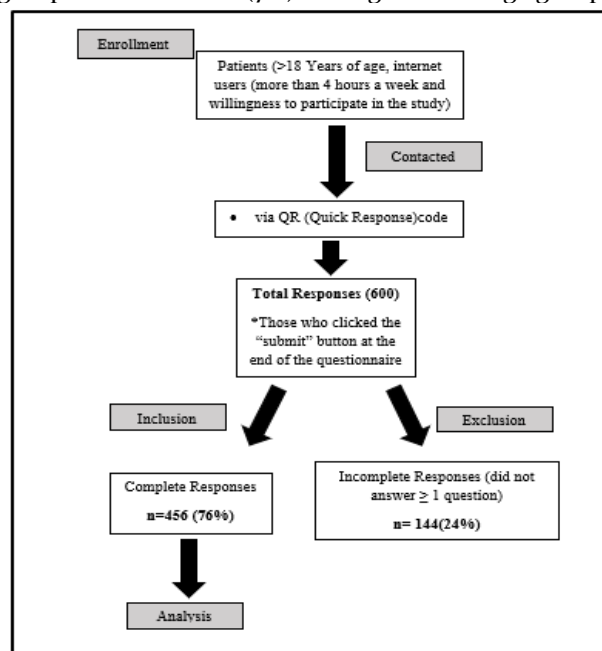 Enrollment
Patients (>18 Years of age, internet
users (more than 4 hours a week and
willingness to participate in the study)
Contacted
• via QR (Quick Response)code
Total Responses (600)
*Those who clicked the
“submit” button at the
end of the questionnaire
Inclusion
Exclusion
Complete Responses
n=456 (76%)
Incomplete Responses (did not
answer ≥ 1 question)
n= 144(24%)
Analysis